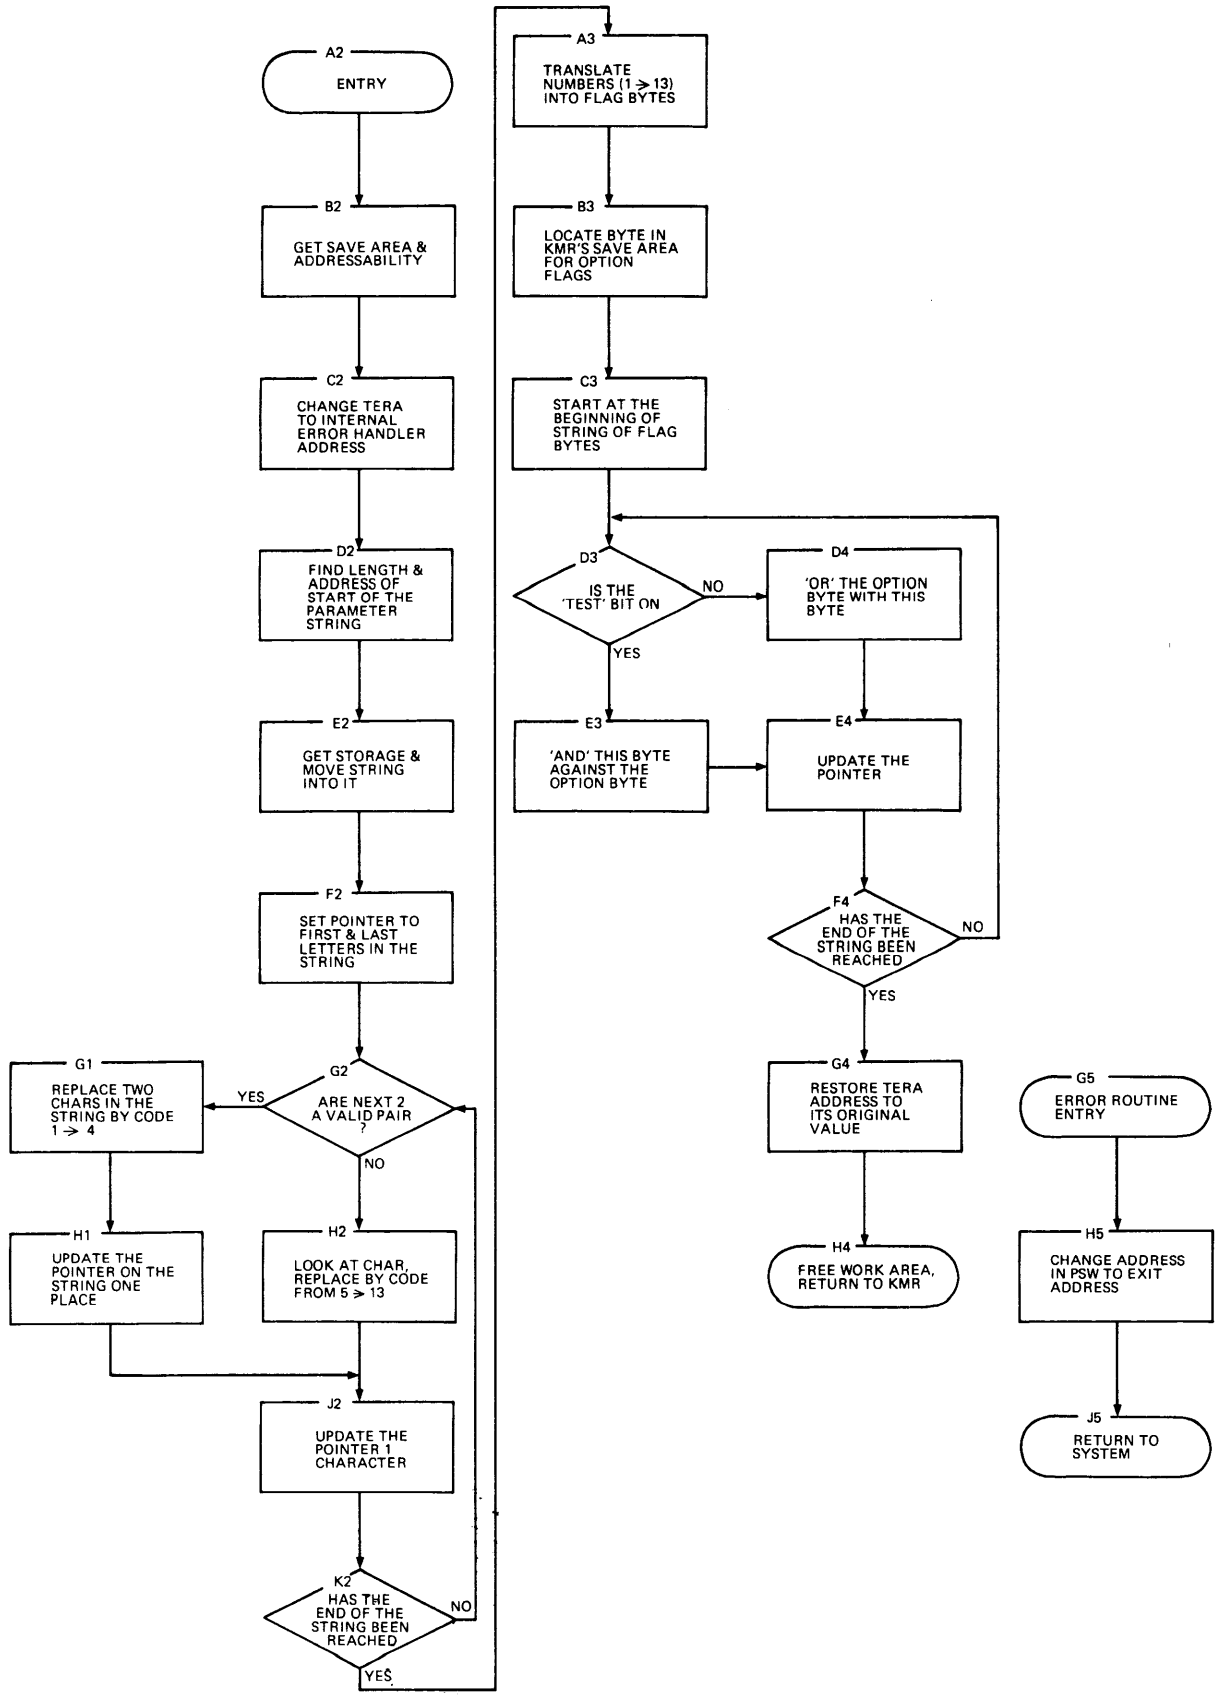 A2
ENTRY
B2
GET SAVE AREA &
ADDRESSABILITY
C2
CHANGE TERA
TO INTERNAL
ERROR HANDLER
ADDRESS
D2
FIND LENGTH &
ADDRESS OF
START OF THE
PARAMETER
STRING
E2
GET STORAGE &
MOVE STRING
INTO IT
F2
SET POINTER TO
FIRST & LAST
LETTERS IN THE
STRING
G2
ARE NEXT 2
A VALID PAIR
?
YES
NO
G1
REPLACE TWO
CHARS IN THE
STRING BY CODE
1 → 4
H1
UPDATE THE
POINTER ON THE
STRING ONE
PLACE
H2
LOOK AT CHAR,
REPLACE BY CODE
FROM 5 → 13
J2
UPDATE THE
POINTER 1
CHARACTER
K2
HAS THE
END OF THE
STRING BEEN
REACHED
NO
YES
A3
TRANSLATE
NUMBERS (1 → 13)
INTO FLAG BYTES
B3
LOCATE BYTE IN
KMR'S SAVE AREA
FOR OPTION
FLAGS
C3
START AT THE
BEGINNING OF
STRING OF FLAG
BYTES
D3
IS THE
'TEST' BIT ON
NO
YES
D4
'OR' THE OPTION
BYTE WITH THIS
BYTE
E3
'AND' THIS BYTE
AGAINST THE
OPTION BYTE
E4
UPDATE THE
POINTER
F4
HAS THE
END OF THE
STRING BEEN
REACHED
NO
YES
G4
RESTORE TERA
ADDRESS TO
ITS ORIGINAL
VALUE
H4
FREE WORK AREA,
RETURN TO KMR
G5
ERROR ROUTINE
ENTRY
H5
CHANGE ADDRESS
IN PSW TO EXIT
ADDRESS
J5
RETURN TO
SYSTEM